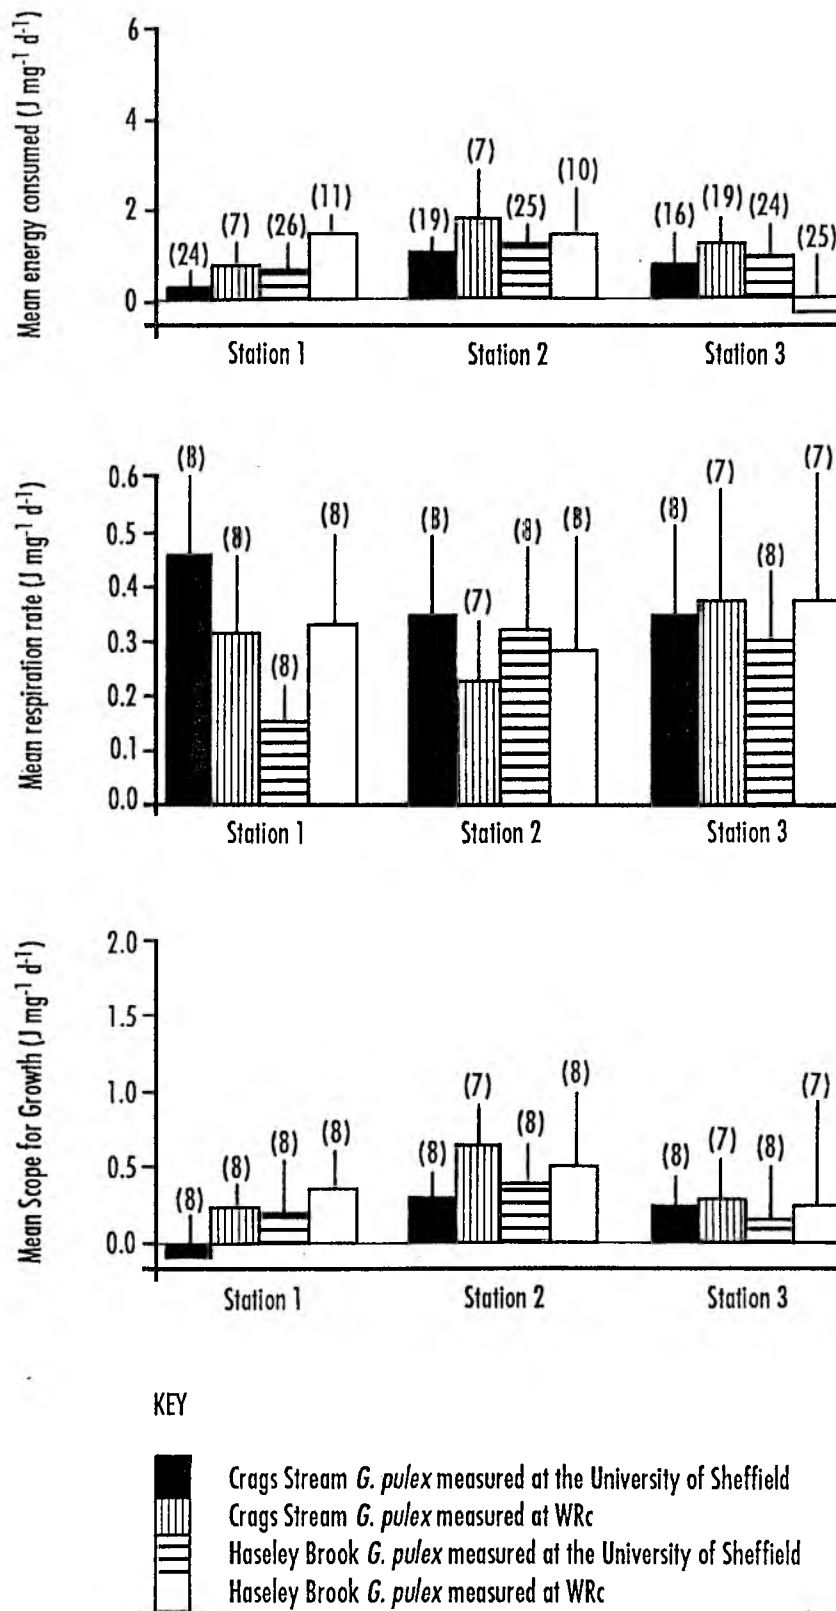 Mean energy consumed (J mg⁻¹ d⁻¹)
6
4
2
0
(24) (7) (26) (11)
(19) (7) (25) (10)
(16) (19) (24) (25)
Station 1 Station 2 Station 3
Mean respiration rate (J mg⁻¹ d⁻¹)
0.6
0.5
0.4
0.3
0.2
0.1
0.0
(8) (8) (8) (8)
(8) (7) (8) (8)
(8) (7) (8) (7)
Station 1 Station 2 Station 3
Mean Scope for Growth (J mg⁻¹ d⁻¹)
2.0
1.5
1.0
0.5
0.0
(8) (8) (8) (8)
(8) (7) (8) (8)
(8) (7) (8) (7)
Station 1 Station 2 Station 3
KEY
Crags Stream G. pulex measured at the University of Sheffield
Crags Stream G. pulex measured at WRc
Haseley Brook G. pulex measured at the University of Sheffield
Haseley Brook G. pulex measured at WRc